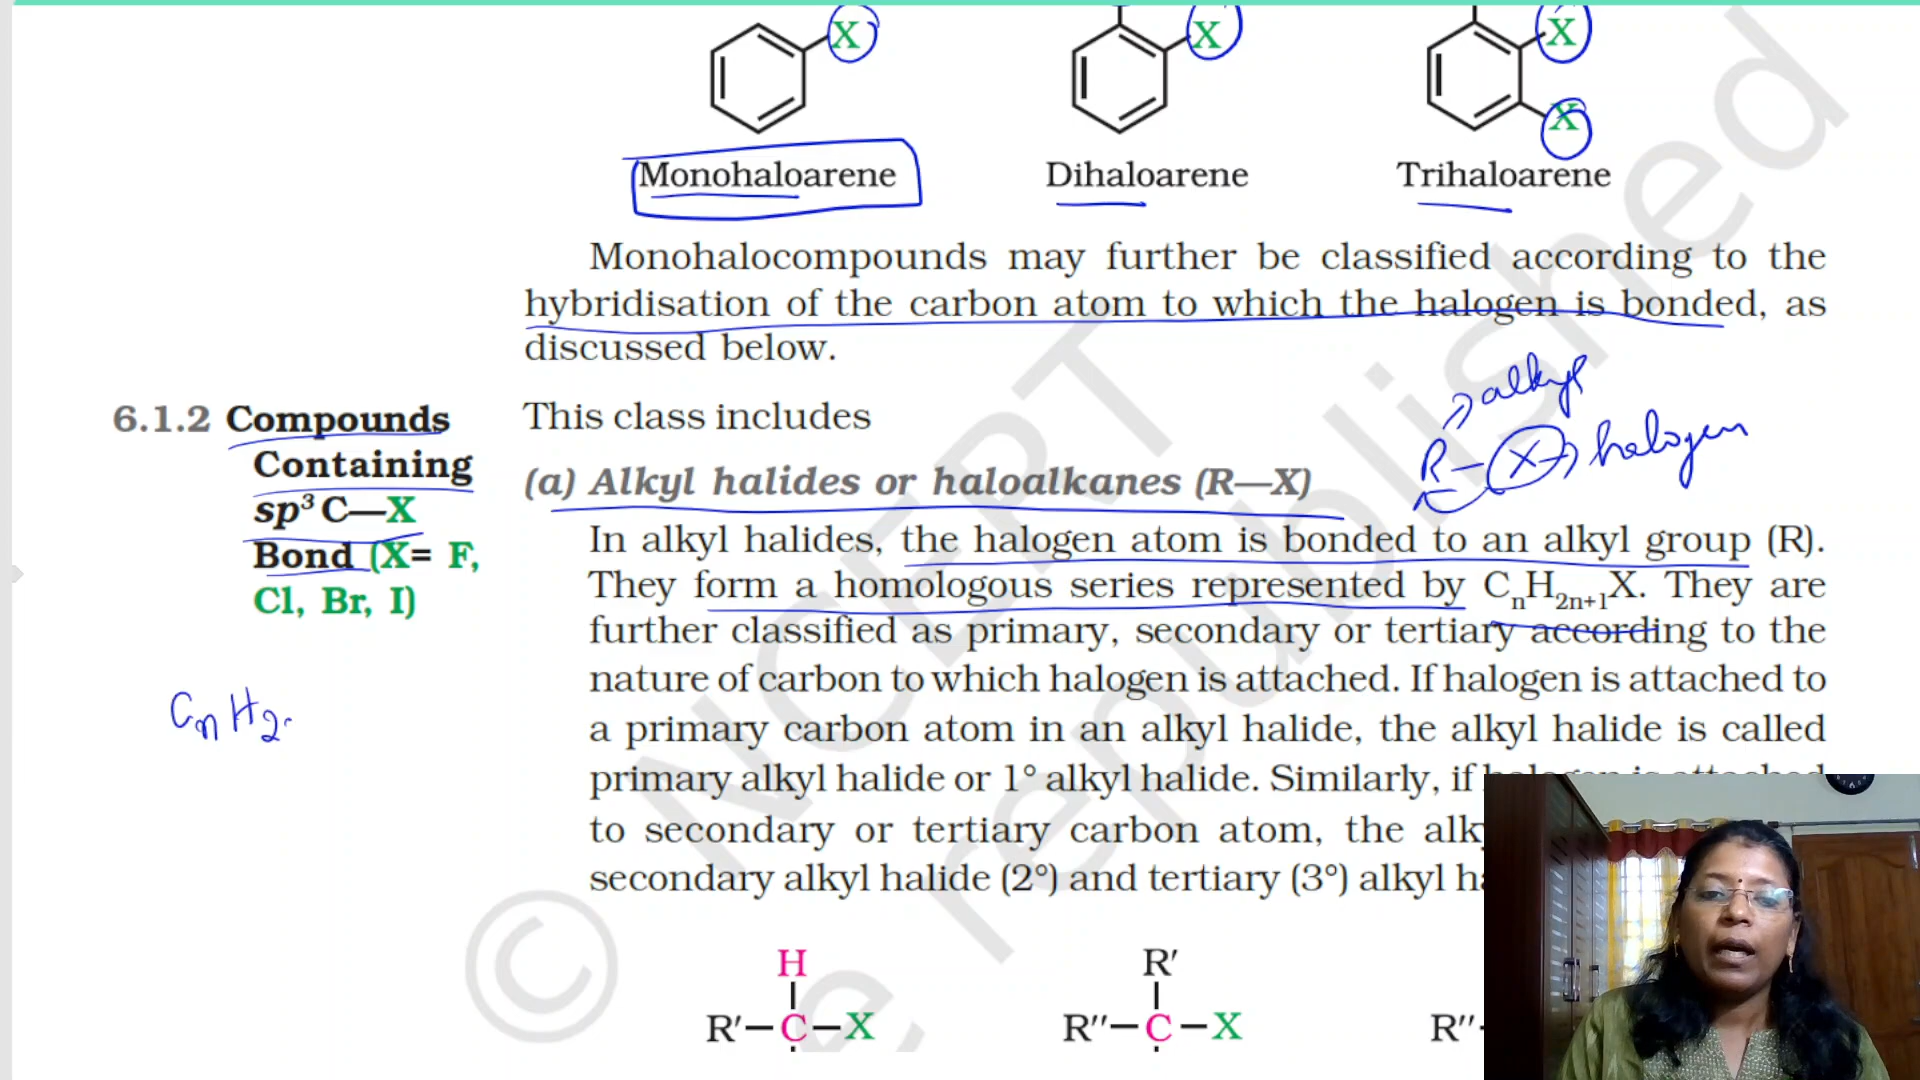 X X X
X
Monohaloarene Dihaloarene Trihaloarene
Monohalocompounds may further be classified according to the
hybridisation of the carbon atom to which the halogen is bonded, as
discussed below.
alkyl
R – X → halogen
6.1.2 Compounds
Containing
sp³ C—X
Bond (X= F,
Cl, Br, I)
This class includes
(a) Alkyl halides or haloalkanes (R—X)
In alkyl halides, the halogen atom is bonded to an alkyl group (R).
They form a homologous series represented by CₙH₂ₙ₊₁X. They are
further classified as primary, secondary or tertiary according to the
nature of carbon to which halogen is attached. If halogen is attached to
a primary carbon atom in an alkyl halide, the alkyl halide is called
primary alkyl halide or 1° alkyl halide. Similarly, if halogen is attached
to secondary or tertiary carbon atom, the alk
secondary alkyl halide (2°) and tertiary (3°) alkyl ha
CₙH₂
H R′
R′—C—X R″—C—X R″-
© NCERT
republished